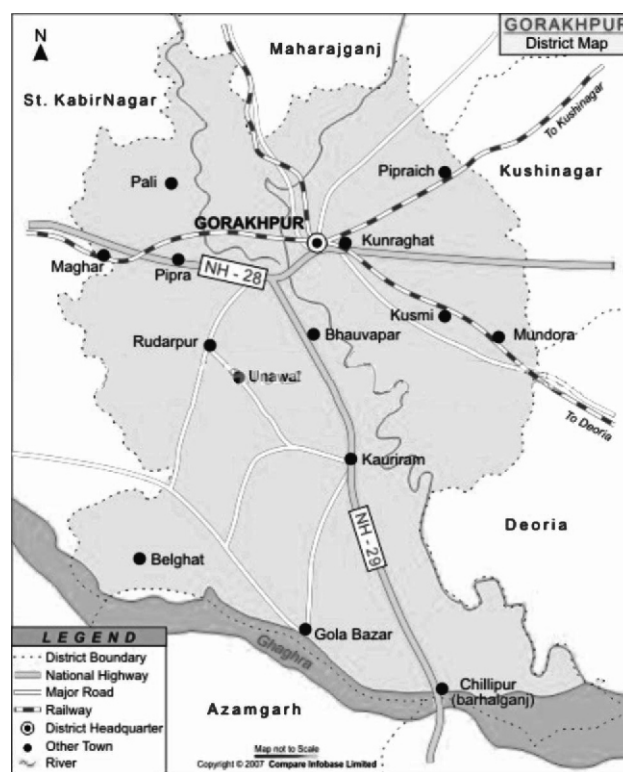 GORAKHPUR
District Map
N
Maharajganj
St. KabirNagar
To Kushinagar
Kushinagar
Pipraich
Pali
GORAKHPUR
Kunraghat
Maghar
Pipra
NH - 28
Kusmi
Mundora
Rudarpur
Bhauvapar
Unawat
To Deoria
Kauriram
Deoria
NH - 29
Belghat
Gola Bazar
Ghaghra
Chillipur
(barhalganj)
Azamgarh
LEGEND
District Boundary
National Highway
Major Road
Railway
District Headquarter
Other Town
River
Map not to Scale
Copyright © 2007 Compare Infobase Limited